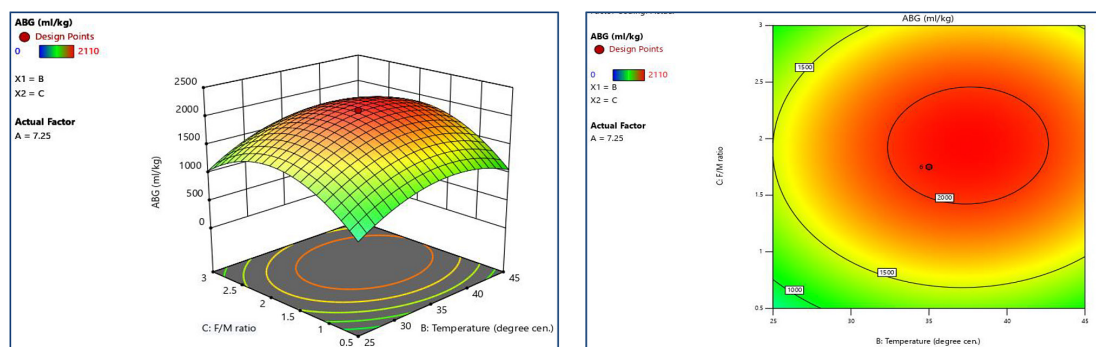 ABG (ml/kg)
Design Points
0 2110
X1 = B
X2 = C
Actual Factor
A = 7.25
2500
2000
1500
1000
500
0
ABG (ml/kg)
3
2.5
2
1.5
1
0.5
25
30
35
40
45
C: F/M ratio
B: Temperature (degree cen.)
ABG (ml/kg)
Design Points
0 2110
X1 = B
X2 = C
Actual Factor
A = 7.25
ABG (ml/kg)
3
2.5
2
1.5
1
0.5
25
30
35
40
45
C: F/M ratio
B: Temperature (degree cen.)
1500
2000
1500
1000